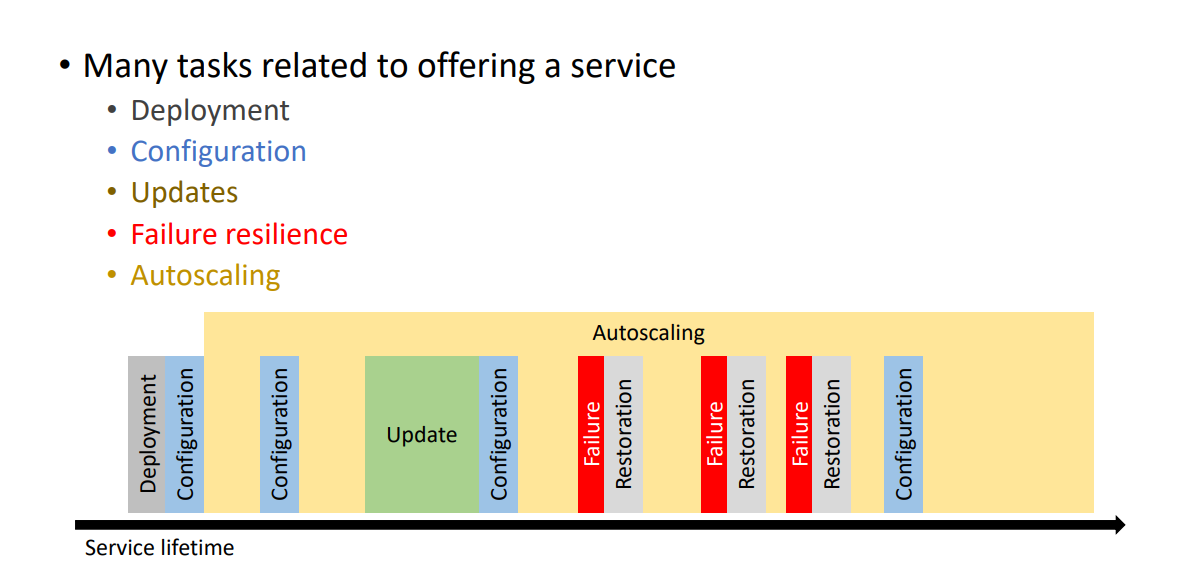 • Many tasks related to offering a service
• Deployment
• Configuration
• Updates
• Failure resilience
• Autoscaling
Autoscaling
Deployment
Configuration
Configuration
Update
Configuration
Failure
Restoration
Failure
Restoration
Failure
Restoration
Configuration
Service lifetime